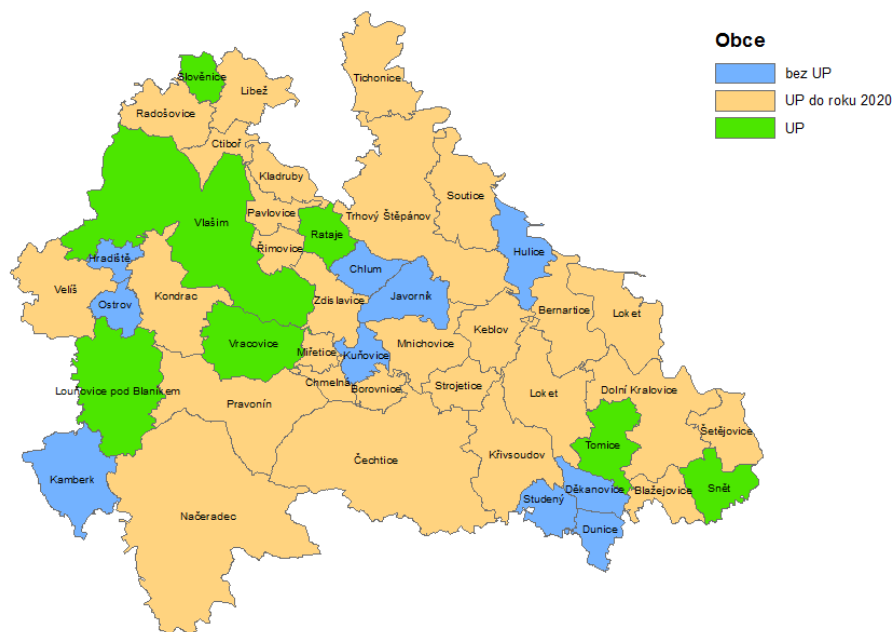 Obce
bez UP
UP do roku 2020
UP
Tichonice
Slověnice
Libež
Radošovice
Ctiboř
Kladruby
Soutice
Pavlovice
Trhový Štěpánov
Vlašim
Rataje
Římovice
Hulice
Hradiště
Chlum
Velíš
Javorník
Kondrac
Zdislavice
Ostrov
Bernartice
Loket
Keblov
Vracovice
Mnichovice
Miřetice
Kuňovice
Chmelná
Borovnice
Strojetice
Louňovice pod Blaníkem
Loket
Dolní Kralovice
Pravonín
Šetějovice
Tomice
Čechtice
Křivsoudov
Kamberk
Snět
Děkanovice
Blažejovice
Studený
Načeradec
Dunice